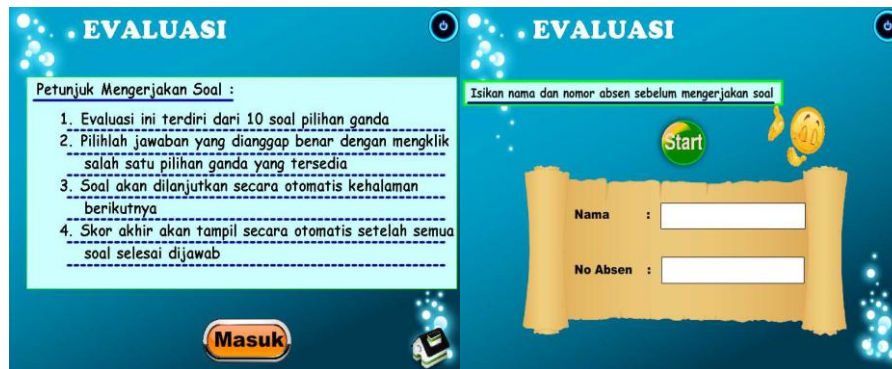 EVALUASI
Petunjuk Mengerjakan Soal :
1. Evaluasi ini terdiri dari 10 soal pilihan ganda
2. Pilihlah jawaban yang dianggap benar dengan mengklik
salah satu pilihan ganda yang tersedia
3. Soal akan dilanjutkan secara otomatis kehalaman
berikutnya
4. Skor akhir akan tampil secara otomatis setelah semua
soal selesai dijawab
Masuk
EVALUASI
Isikan nama dan nomor absen sebelum mengerjakan soal
Start
Nama :
No Absen :